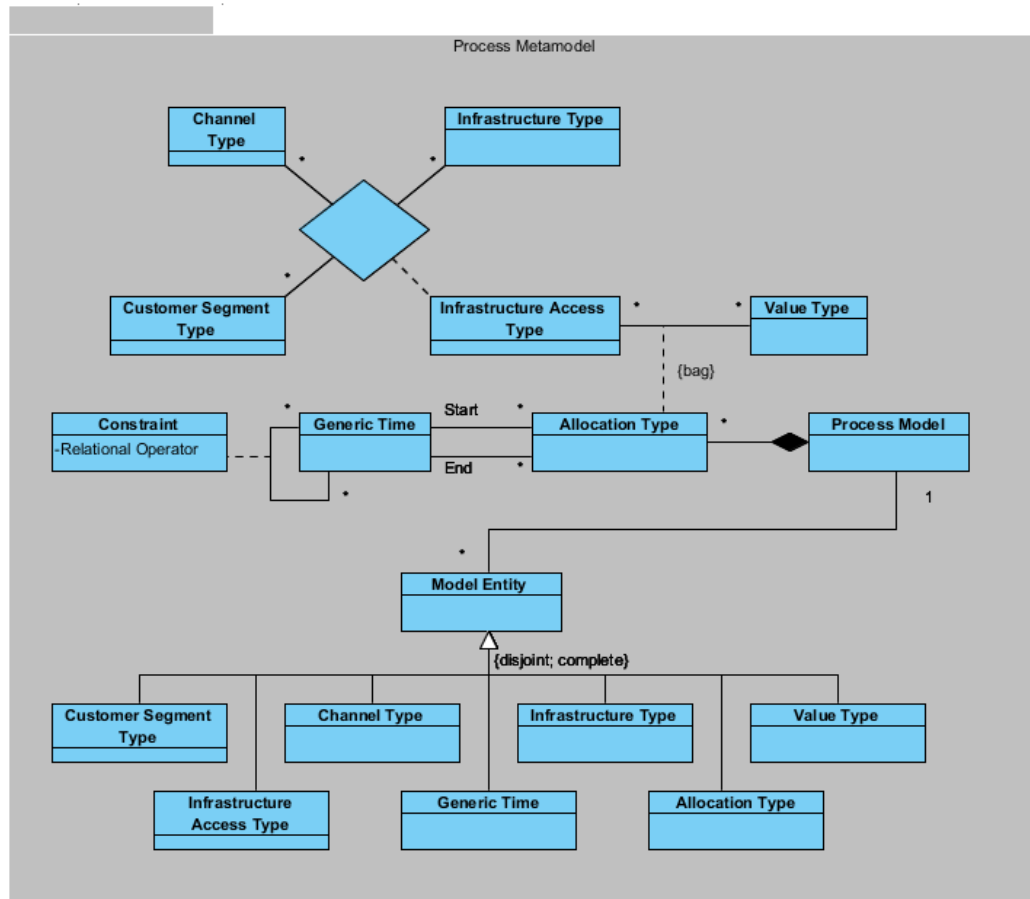 Process Metamodel
Channel
Type
Infrastructure Type
*
*
*
Customer Segment
Type
Infrastructure Access
Type
*
*
Value Type
{bag}
Constraint
-Relational Operator
*
Generic Time
*
Start
*
End
*
Allocation Type
*
Process Model
1
*
Model Entity
{disjoint; complete}
Customer Segment
Type
Channel Type
Infrastructure Type
Value Type
Infrastructure
Access Type
Generic Time
Allocation Type